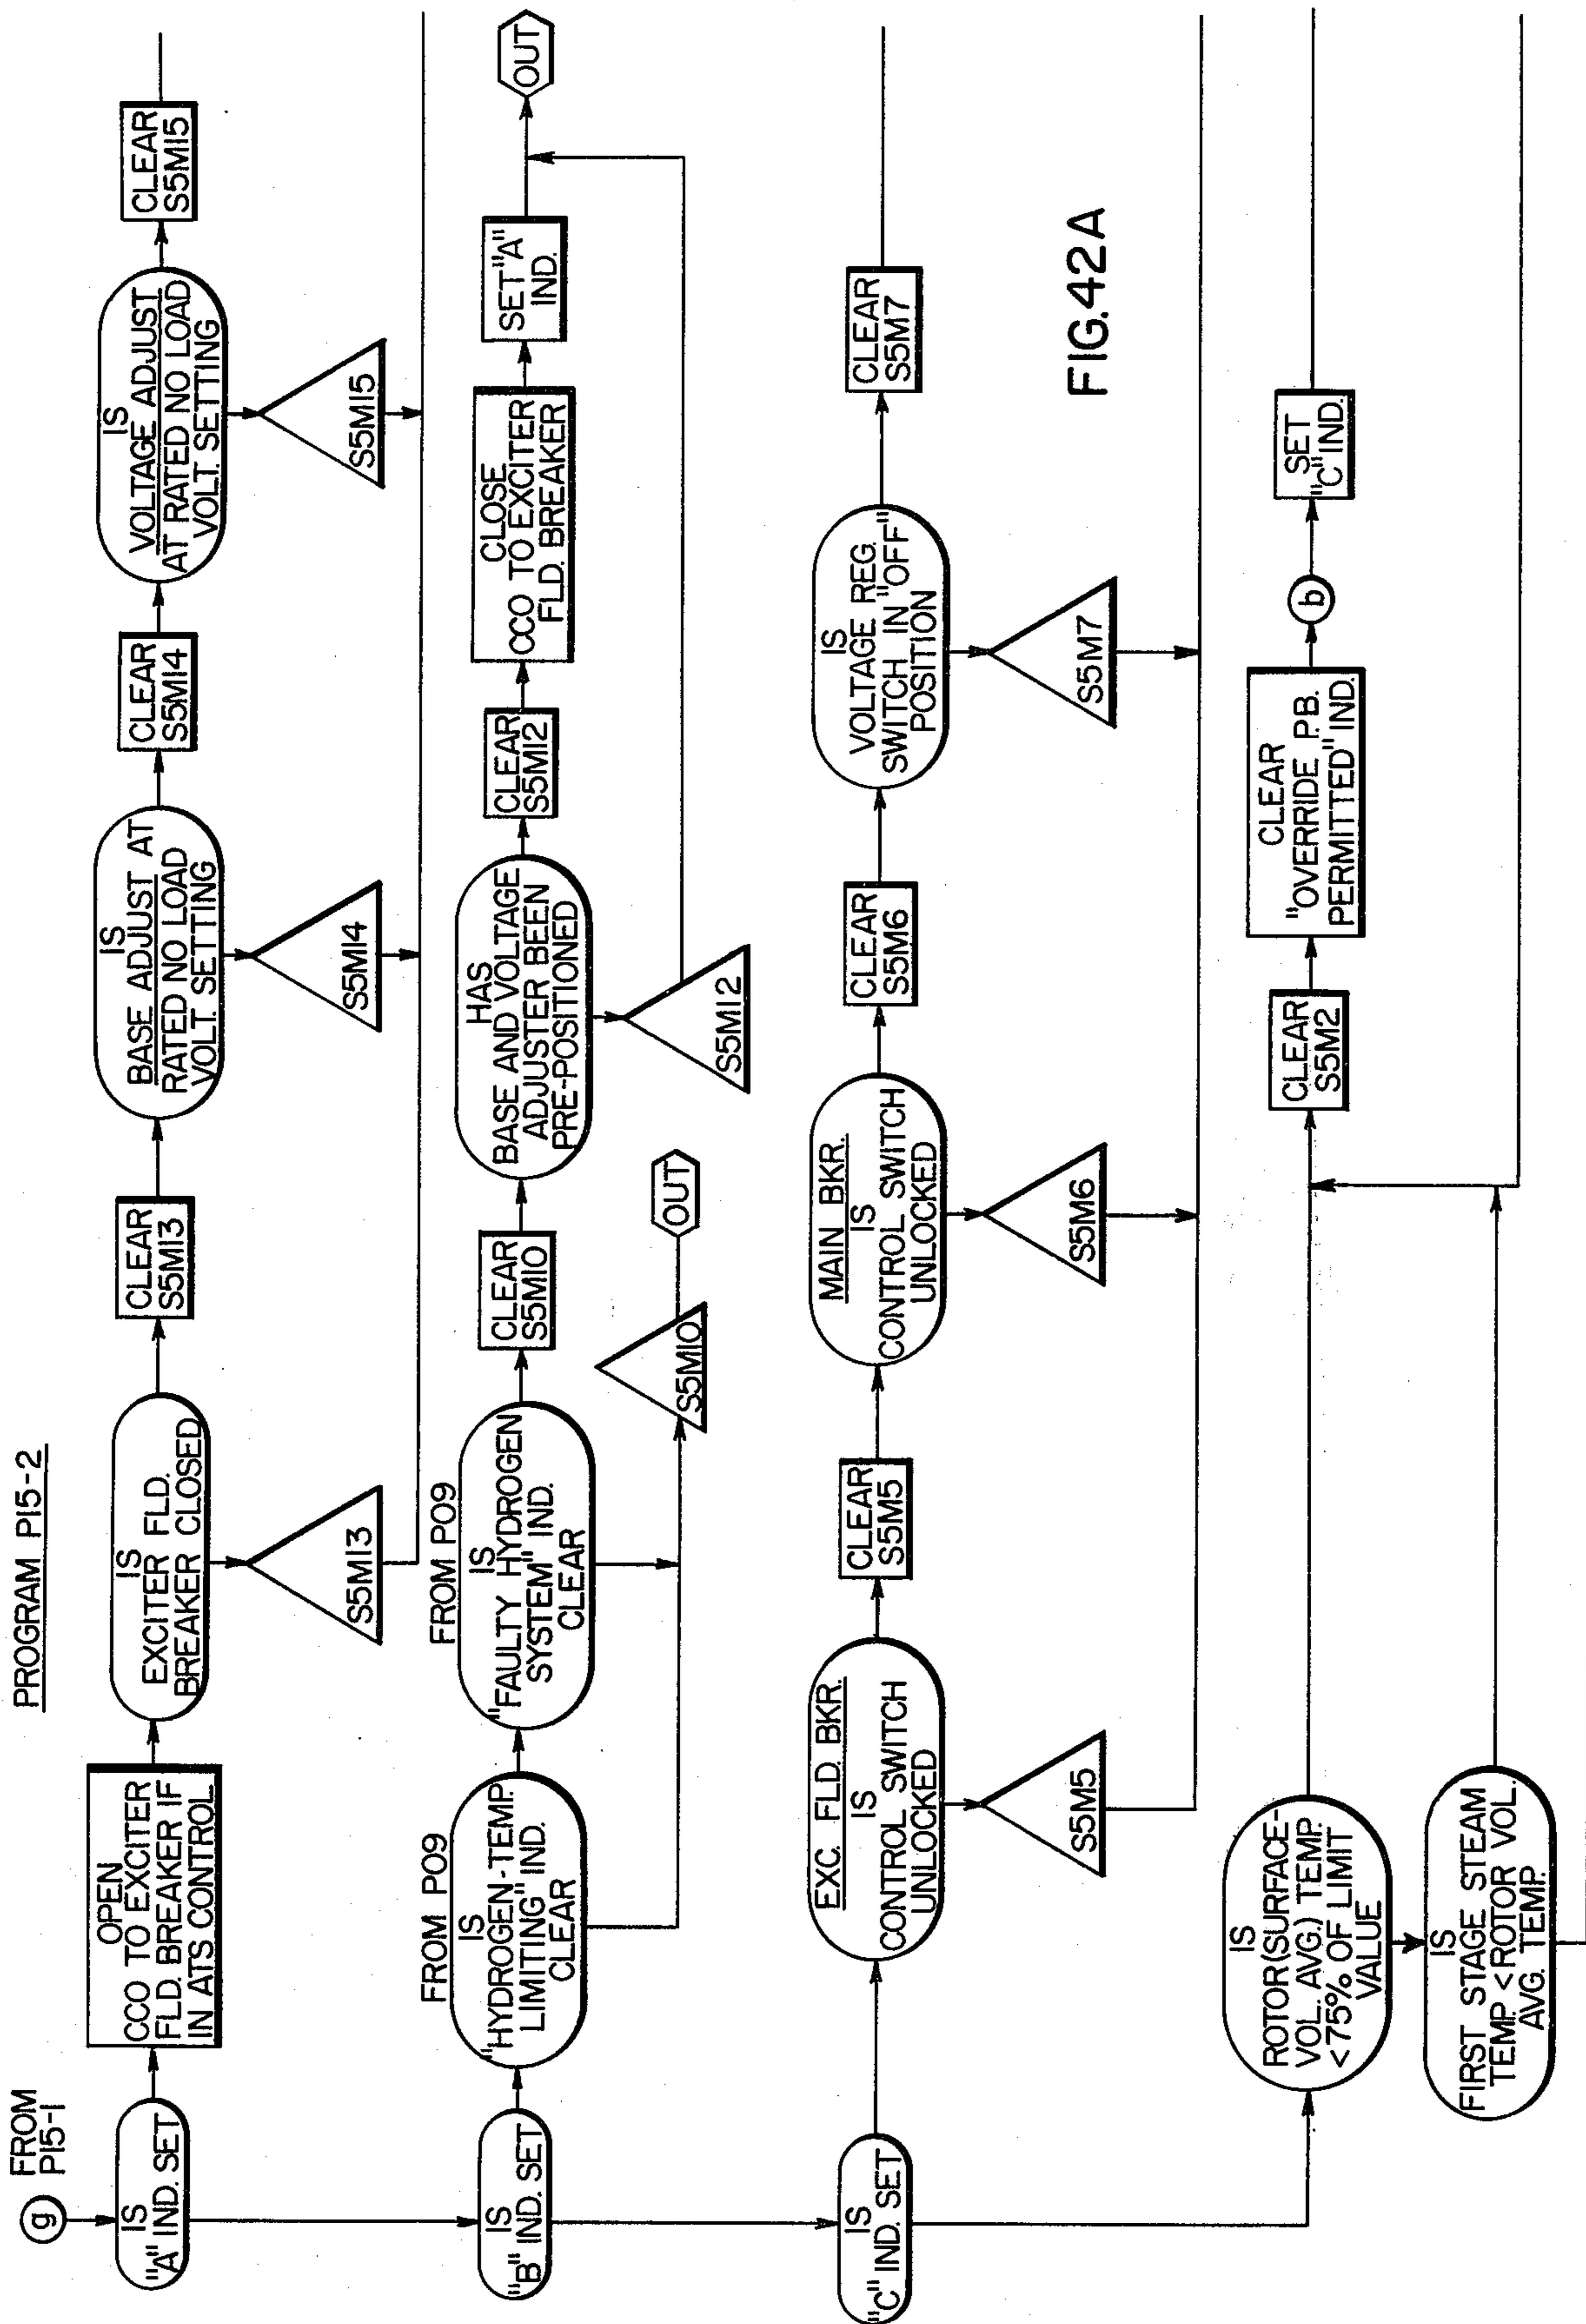 PROGRAM P15-2
FROM
P15-1
g
IS
"A" IND. SET
OPEN
CCO TO EXCITER
FLD. BREAKER IF
IN ATS CONTROL
IS
EXCITER FLD.
BREAKER CLOSED
S5M13
CLEAR
S5M13
IS
BASE ADJUST AT
RATED NO LOAD
VOLT. SETTING
S5M14
CLEAR
S5M14
IS
VOLTAGE ADJUST
AT RATED NO LOAD
VOLT. SETTING
S5M15
CLEAR
S5M15
IS
"B" IND. SET
FROM P09
IS
"HYDROGEN-TEMP.
LIMITING" IND.
CLEAR
FROM P09
IS
"FAULTY HYDROGEN
SYSTEM" IND.
CLEAR
S5M10
OUT
CLEAR
S5M10
HAS
BASE AND VOLTAGE
ADJUSTER BEEN
PRE-POSITIONED
S5M12
CLEAR
S5M12
CLOSE
CCO TO EXCITER
FLD. BREAKER
SET "A"
IND.
OUT
IS
"C" IND. SET
EXC. FLD. BKR.
IS
CONTROL SWITCH
UNLOCKED
S5M5
CLEAR
S5M5
MAIN BKR.
IS
CONTROL SWITCH
UNLOCKED
S5M6
CLEAR
S5M6
IS
VOLTAGE REG.
SWITCH IN "OFF"
POSITION
S5M7
CLEAR
S5M7
IS
ROTOR (SURFACE-
VOL. AVG.) TEMP.
<75% OF LIMIT
VALUE
CLEAR
S5M2
CLEAR
"OVERRIDE P.B.
PERMITTED" IND.
b
SET
"C" IND.
IS
FIRST STAGE STEAM
TEMP. < ROTOR VOL.
AVG. TEMP.
FIG.42A